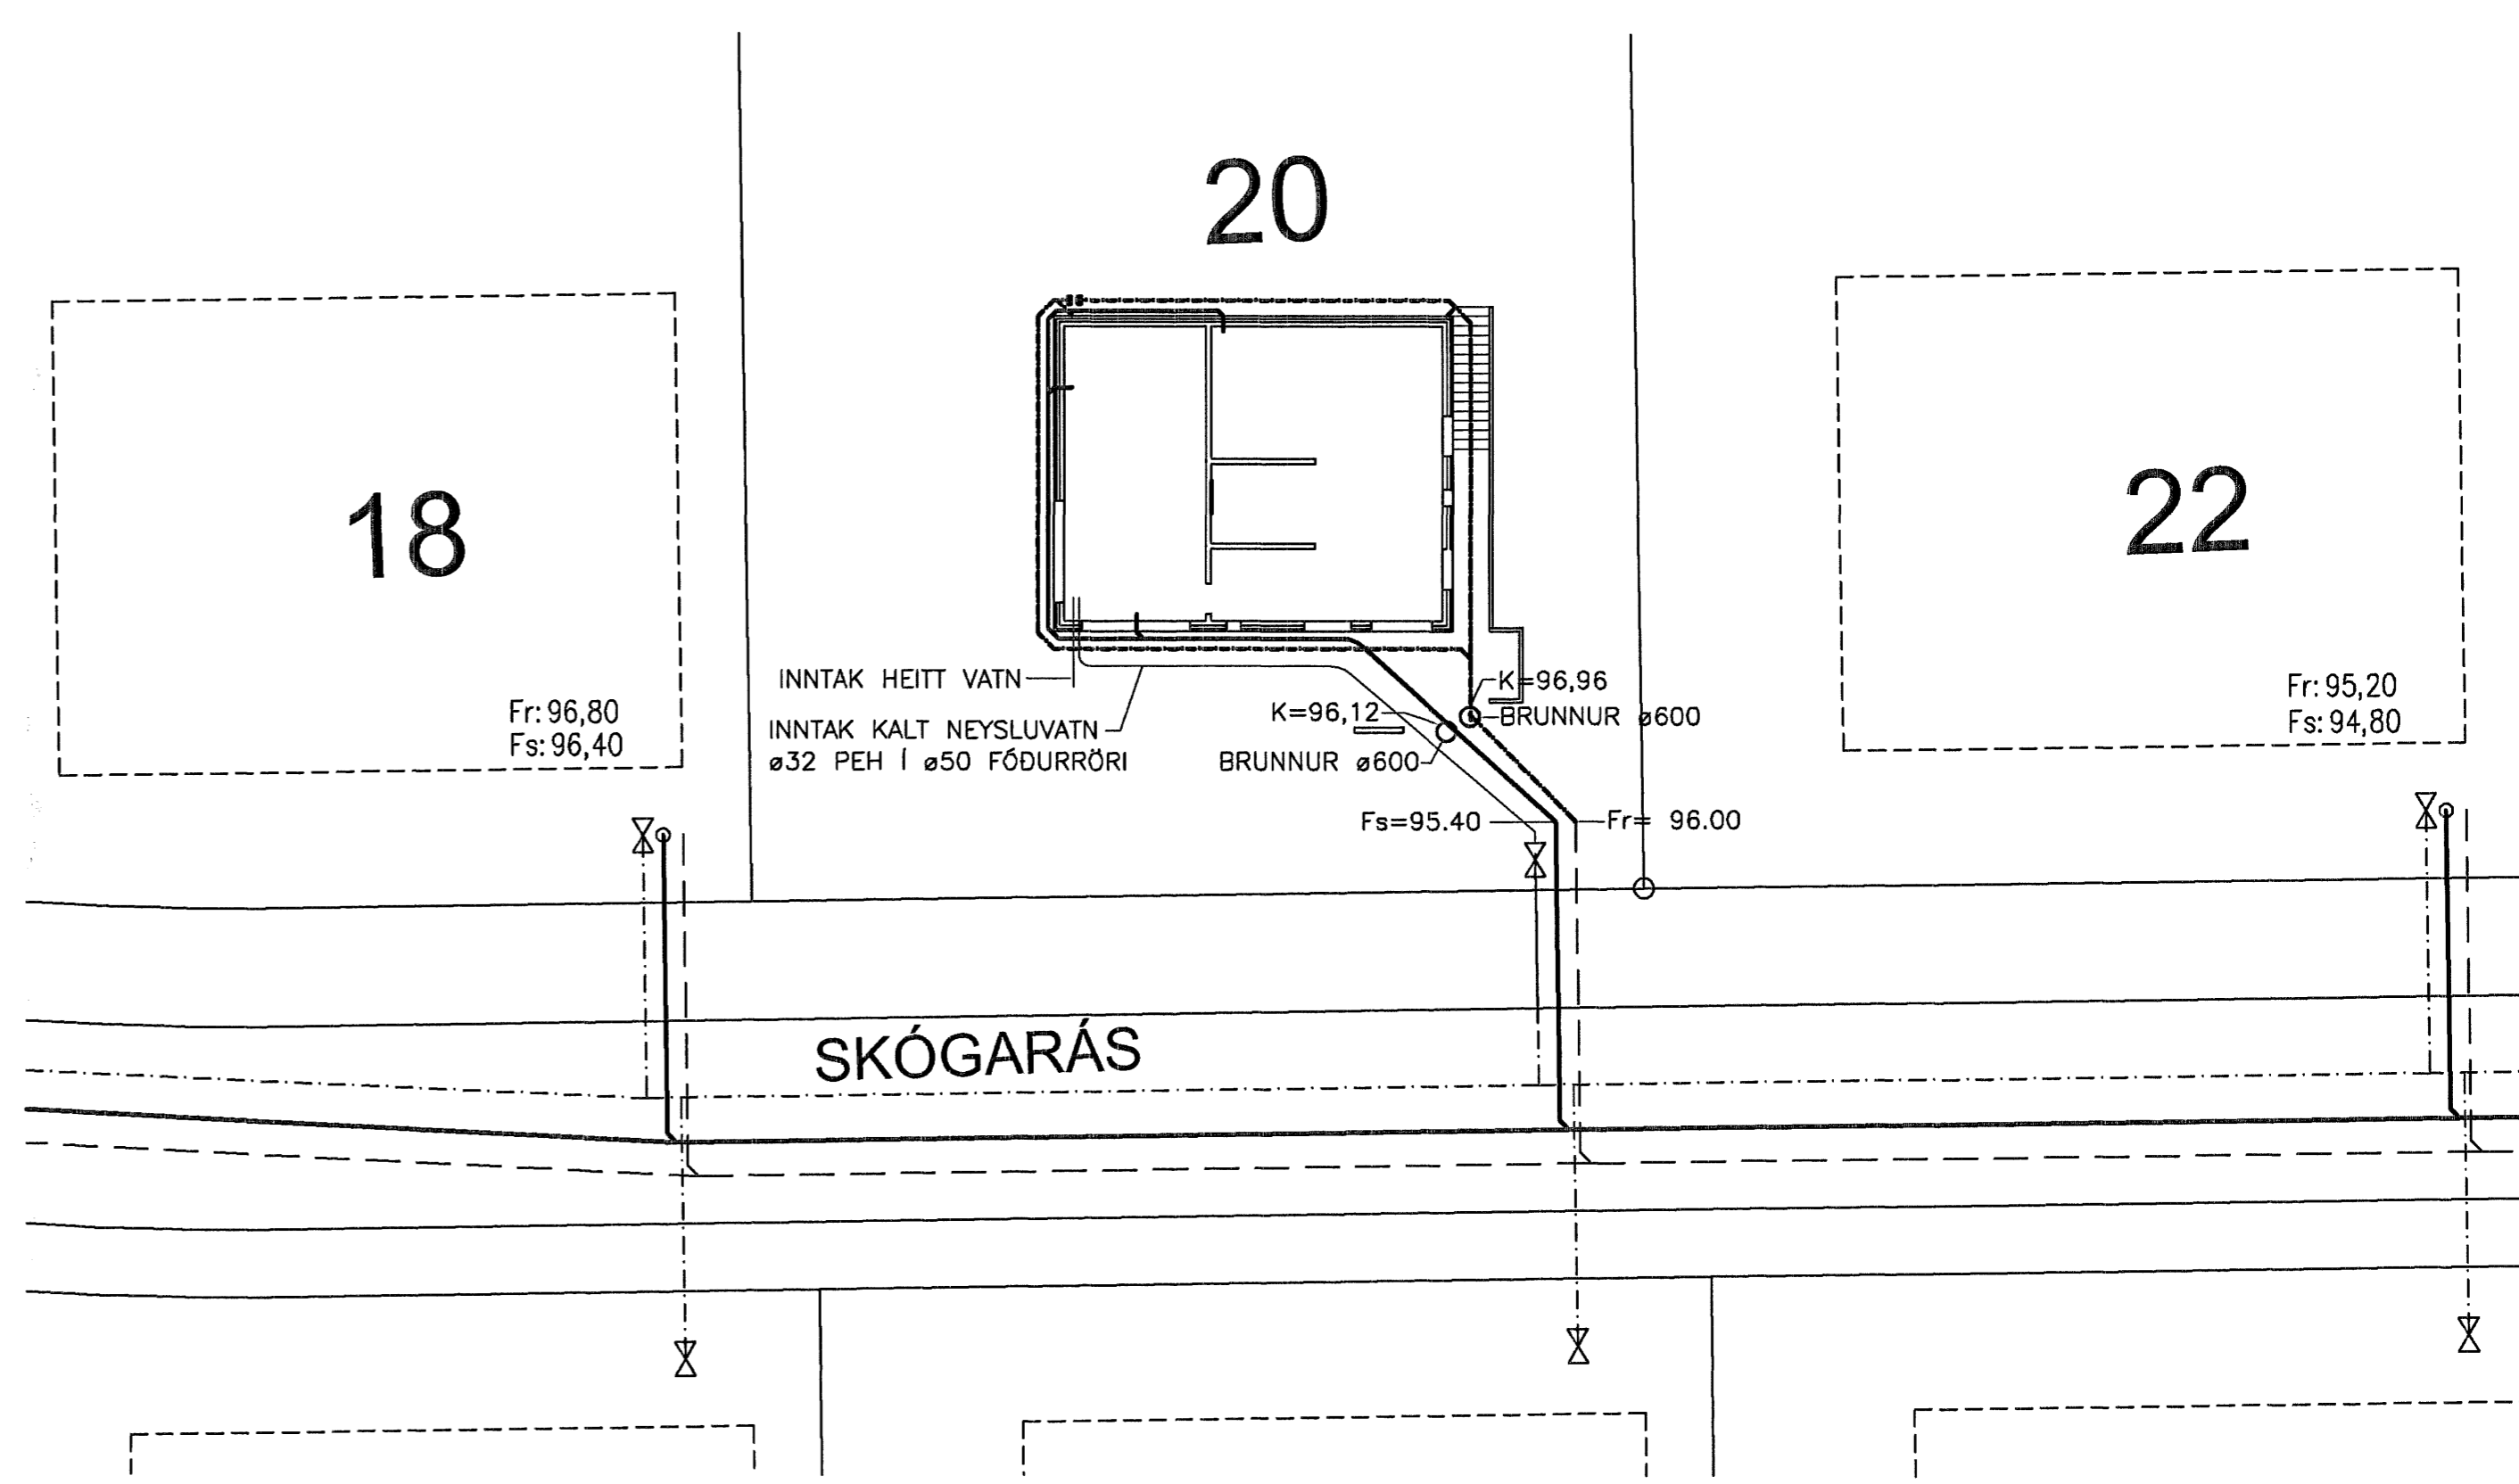 20
18
22
INNTAK HEITT VATN
K=96,96
Fr: 96,80
Fs: 96,40
INNTAK KALT NEYSLUVATN
ø32 PEH Í ø50 FÓÐURRÖRI
K=96,12
BRUNNUR ø600
BRUNNUR ø600
Fr: 95,20
Fs: 94,80
Fs=95.40
Fr= 96.00
SKÓGARÁS